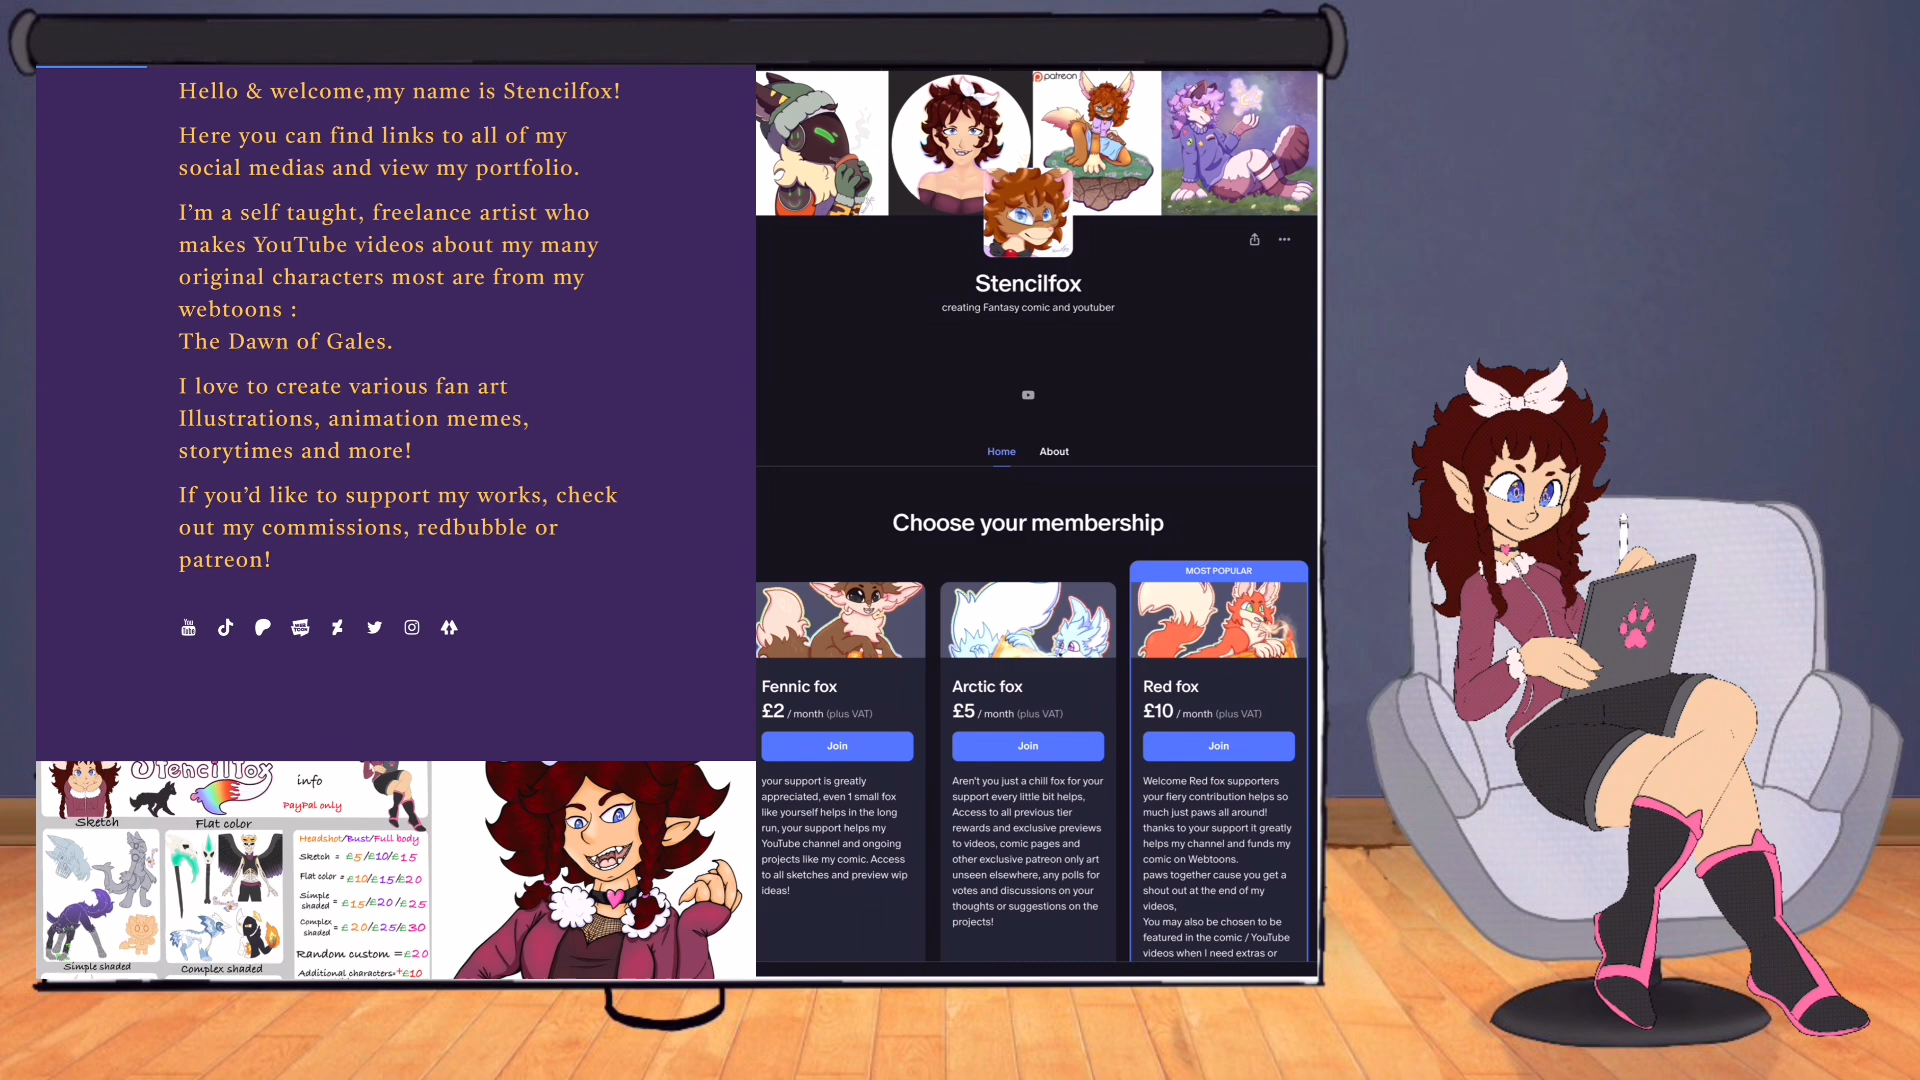 Hello & welcome,my name is Stencilfox!
Here you can find links to all of my
social medias and view my portfolio.
I'm a self taught, freelance artist who
makes YouTube videos about my many
original characters most are from my
webtoons :
The Dawn of Gales.
I love to create various fan art
Illustrations, animation memes,
storytimes and more!
If you'd like to support my works, check
out my commissions, redbubble or
patreon!
You
Tube
WEB
TOON
Stencilfox
info
PayPal only
Sketch
Flat color
Simple shaded
Complex shaded
Headshot/Bust/Full body
Sketch = £5/£10/£15
Flat color = £10/£15/£20
Simple
shaded = £15/£20/£25
Complex
shaded = £20/£25/£30
Random custom =£20
Additional characters=+£10
patreon
Stencilfox
creating Fantasy comic and youtuber
Home
About
Choose your membership
Fennic fox
£2 / month (plus VAT)
Join
your support is greatly
appreciated, even 1 small fox
like yourself helps in the long
run, your support helps my
YouTube channel and ongoing
projects like my comic. Access
to all sketches and preview wip
ideas!
Arctic fox
£5 / month (plus VAT)
Join
Aren't you just a chill fox for your
support every little bit helps,
Access to all previous tier
rewards and exclusive previews
to videos, comic pages and
other exclusive patreon only art
unseen elsewhere, any polls for
votes and discussions on your
thoughts or suggestions on the
projects!
MOST POPULAR
Red fox
£10 / month (plus VAT)
Join
Welcome Red fox supporters
your fiery contribution helps so
much just paws all around!
thanks to your support it greatly
helps my channel and funds my
comic on Webtoons.
paws together cause you get a
shout out at the end of my
videos,
You may also be chosen to be
featured in the comic / YouTube
videos when I need extras or